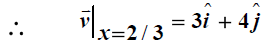 ∴ v̄|ₓ₌₂/₃ = 3î + 4ĵ